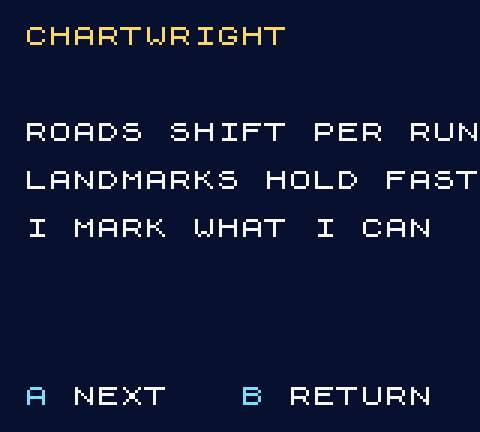 CHARTWRIGHT
ROADS SHIFT PER RUN
LANDMARKS HOLD FAST
I MARK WHAT I CAN
A NEXT B RETURN